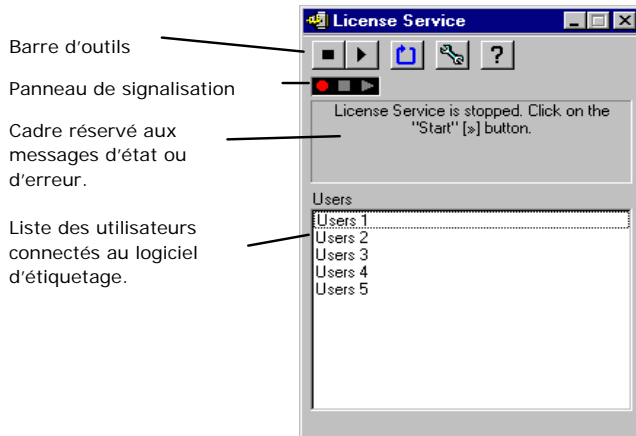 License Service
Barre d'outils
?
Panneau de signalisation
License Service is stopped. Click on the
"Start" [»] button.
Cadre réservé aux
messages d'état ou
d'erreur.
Users
Liste des utilisateurs
connectés au logiciel
d'étiquetage.
Users 1
Users 2
Users 3
Users 4
Users 5